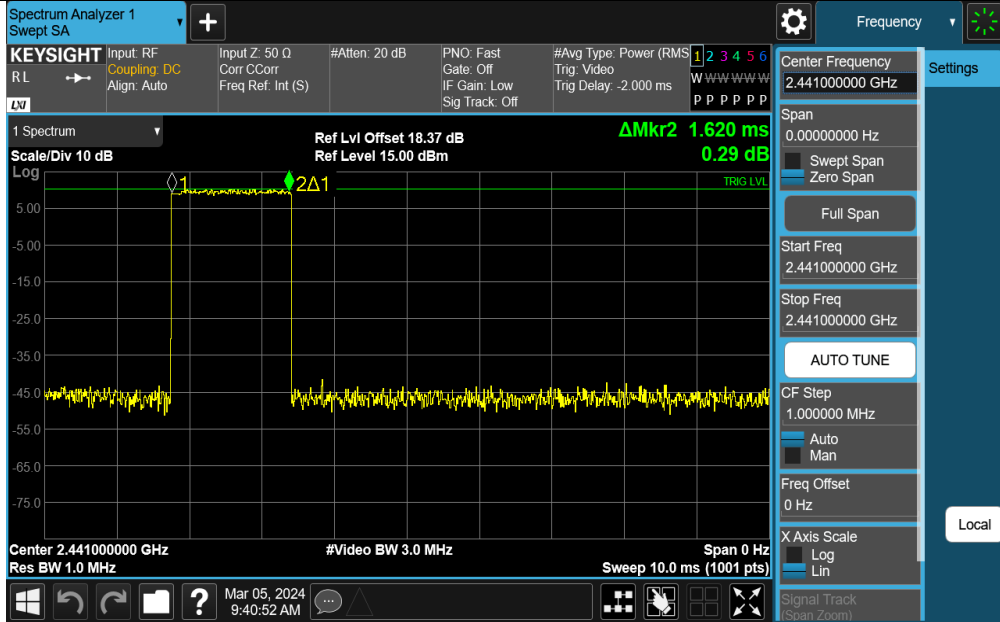 Spectrum Analyzer 1
Swept SA
+
Frequency
KEYSIGHT
R L
LXI
Input: RF
Coupling: DC
Align: Auto
Input Z: 50 Ω
Corr CCorr
Freq Ref: Int (S)
#Atten: 20 dB
PNO: Fast
Gate: Off
IF Gain: Low
Sig Track: Off
#Avg Type: Power (RMS
Trig: Video
Trig Delay: -2.000 ms
1 2 3 4 5 6
W W W W W W
P P P P P P
1 Spectrum
Scale/Div 10 dB
Ref Lvl Offset 18.37 dB
Ref Level 15.00 dBm
ΔMkr2 1.620 ms
0.29 dB
Log
1
2Δ1
TRIG LVL
5.00
-5.00
-15.0
-25.0
-35.0
-45.0
-55.0
-65.0
-75.0
Center 2.441000000 GHz
#Video BW 3.0 MHz
Span 0 Hz
Res BW 1.0 MHz
Sweep 10.0 ms (1001 pts)
Center Frequency
2.441000000 GHz
Settings
Span
0.00000000 Hz
Swept Span
Zero Span
Full Span
Start Freq
2.441000000 GHz
Stop Freq
2.441000000 GHz
AUTO TUNE
CF Step
1.000000 MHz
Auto
Man
Freq Offset
0 Hz
Local
X Axis Scale
Log
Lin
Signal Track
(Span Zoom)
?
Mar 05, 2024
9:40:52 AM